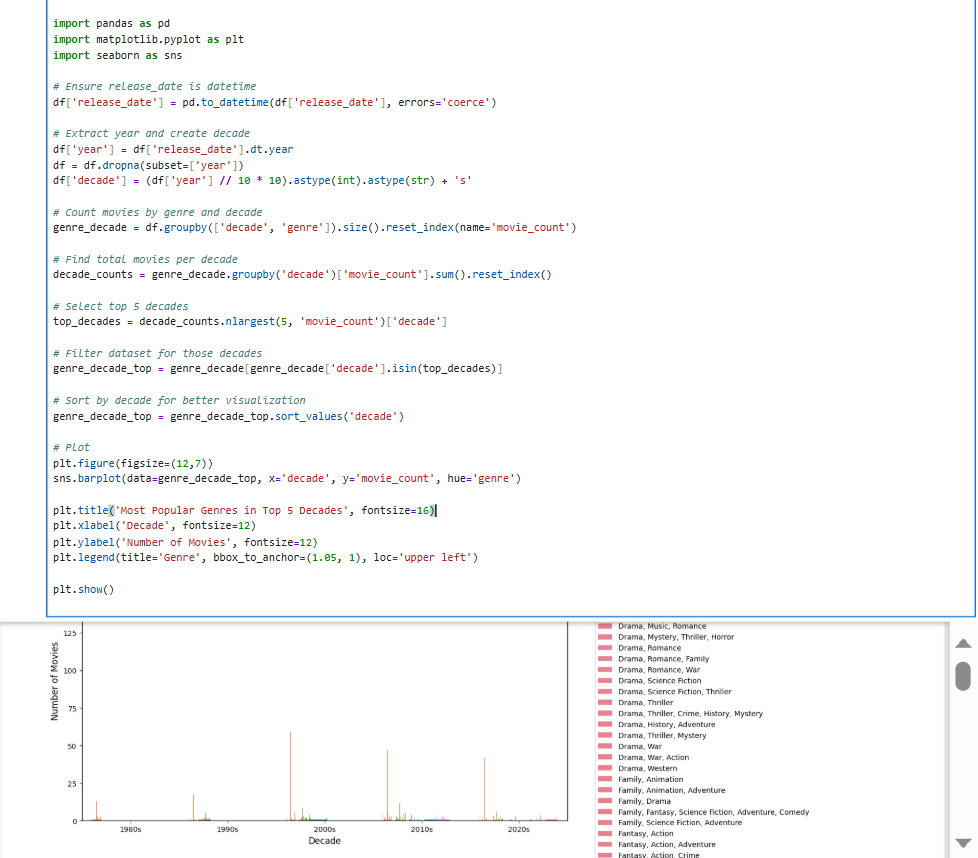 import pandas as pd
import matplotlib.pyplot as plt
import seaborn as sns
# Ensure release_date is datetime
df['release_date'] = pd.to_datetime(df['release_date'], errors='coerce')
# Extract year and create decade
df['year'] = df['release_date'].dt.year
df = df.dropna(subset=['year'])
df['decade'] = (df['year'] // 10 * 10).astype(int).astype(str) + 's'
# Count movies by genre and decade
genre_decade = df.groupby(['decade', 'genre']).size().reset_index(name='movie_count')
# Find total movies per decade
decade_counts = genre_decade.groupby('decade')['movie_count'].sum().reset_index()
# Select top 5 decades
top_decades = decade_counts.nlargest(5, 'movie_count')['decade']
# Filter dataset for those decades
genre_decade_top = genre_decade[genre_decade['decade'].isin(top_decades)]
# Sort by decade for better visualization
genre_decade_top = genre_decade_top.sort_values('decade')
# Plot
plt.figure(figsize=(12,7))
sns.barplot(data=genre_decade_top, x='decade', y='movie_count', hue='genre')
plt.title('Most Popular Genres in Top 5 Decades', fontsize=16)
plt.xlabel('Decade', fontsize=12)
plt.ylabel('Number of Movies', fontsize=12)
plt.legend(title='Genre', bbox_to_anchor=(1.05, 1), loc='upper left')
plt.show()
Number of Movies
125
100
75
50
25
0
1980s
1990s
2000s
2010s
2020s
Decade
Drama, Music, Romance
Drama, Mystery, Thriller, Horror
Drama, Romance
Drama, Romance, Family
Drama, Romance, War
Drama, Science Fiction
Drama, Science Fiction, Thriller
Drama, Thriller
Drama, Thriller, Crime, History, Mystery
Drama, History, Adventure
Drama, Thriller, Mystery
Drama, War
Drama, War, Action
Drama, Western
Family, Animation
Family, Animation, Adventure
Family, Drama
Family, Fantasy, Science Fiction, Adventure, Comedy
Family, Science Fiction, Adventure
Fantasy, Action
Fantasy, Action, Adventure
Fantasy, Action, Crime